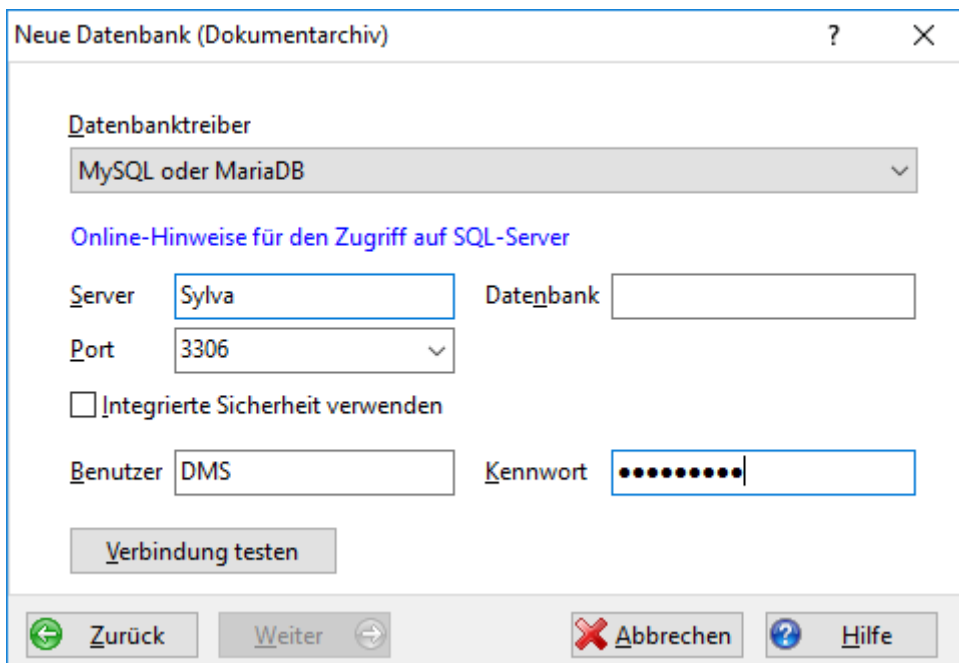 Neue Datenbank (Dokumentarchiv) ?
Datenbanktreiber
MySQL oder MariaDB
Online-Hinweise für den Zugriff auf SQL-Server
Server Sylva Datenbank
Port 3306
Integrierte Sicherheit verwenden
Benutzer DMS Kennwort ●●●●●●●●●
Verbindung testen
Zurück Weiter Abbrechen ? Hilfe